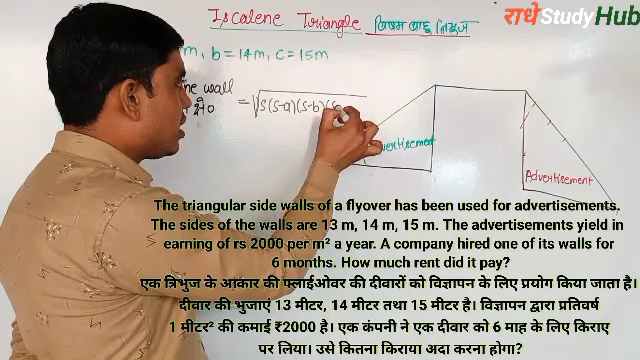 राधे Study Hub
Iscalene Triangle विषम बाहु त्रिभुज
m, b = 14m, c = 15m
ne wall
= √s(s-a)(s-b)(s
Advertisement
Advertisement
The triangular side walls of a flyover has been used for advertisements.
The sides of the walls are 13 m, 14 m, 15 m. The advertisements yield in
earning of rs 2000 per m² a year. A company hired one of its walls for
6 months. How much rent did it pay?
एक त्रिभुज के आकार की फ्लाईओवर की दीवारों को विज्ञापन के लिए प्रयोग किया जाता है।
दीवार की भुजाएं 13 मीटर, 14 मीटर तथा 15 मीटर है। विज्ञापन द्वारा प्रतिवर्ष
1 मीटर² की कमाई ₹2000 है। एक कंपनी ने एक दीवार को 6 माह के लिए किराए
पर लिया। उसे कितना किराया अदा करना होगा?